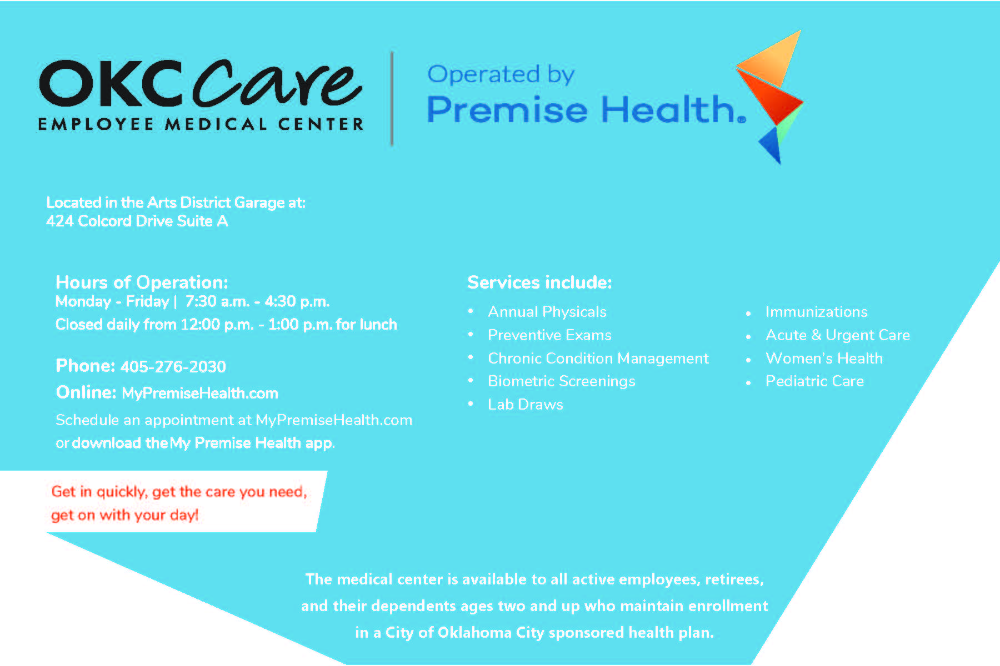 OKC Care
EMPLOYEE MEDICAL CENTER
Operated by
Premise Health.®
Located in the Arts District Garage at:
424 Colcord Drive Suite A
Hours of Operation:
Monday - Friday | 7:30 a.m. - 4:30 p.m.
Closed daily from 12:00 p.m. - 1:00 p.m. for lunch
Phone: 405-276-2030
Online: MyPremiseHealth.com
Schedule an appointment at MyPremiseHealth.com
or download the My Premise Health app.
Services include:
• Annual Physicals
• Preventive Exams
• Chronic Condition Management
• Biometric Screenings
• Lab Draws
• Immunizations
• Acute & Urgent Care
• Women's Health
• Pediatric Care
Get in quickly, get the care you need,
get on with your day!
The medical center is available to all active employees, retirees,
and their dependents ages two and up who maintain enrollment
in a City of Oklahoma City sponsored health plan.